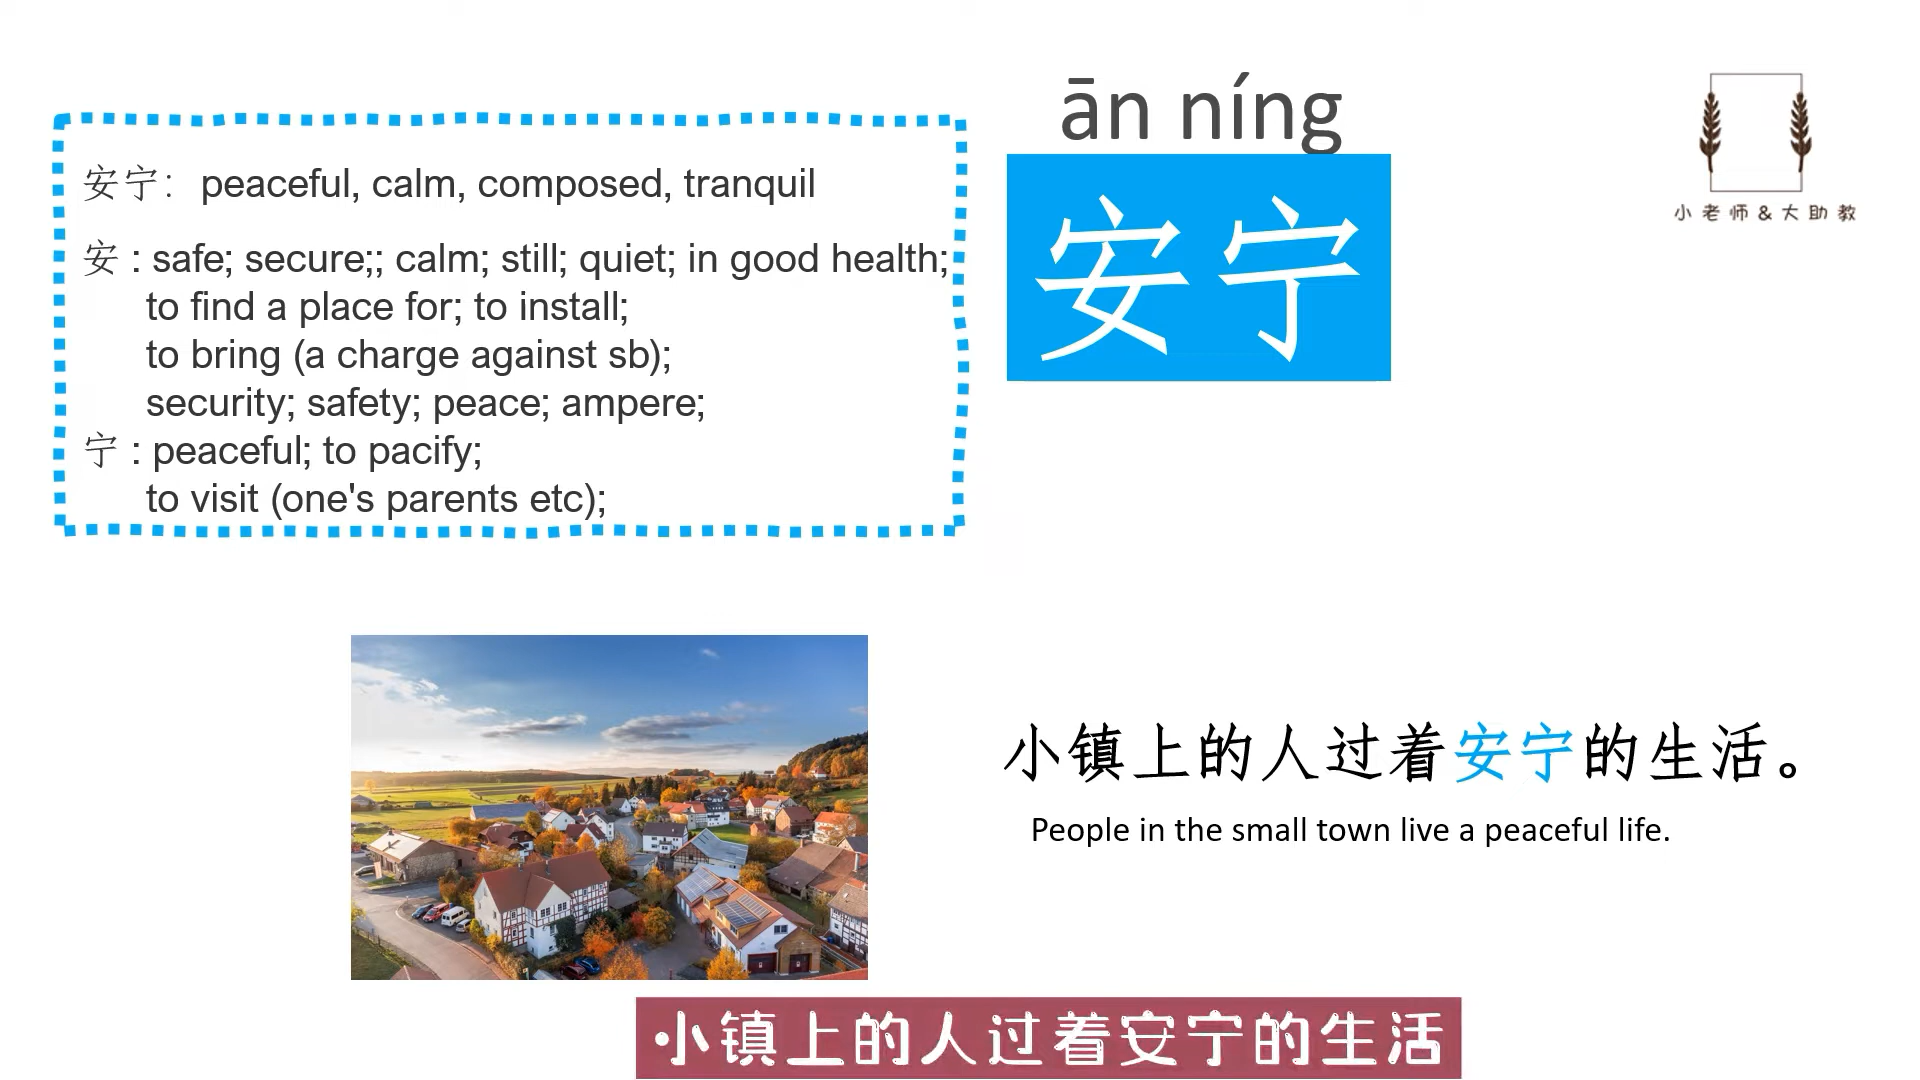 安宁：peaceful, calm, composed, tranquil
安 : safe; secure;; calm; still; quiet; in good health;
to find a place for; to install;
to bring (a charge against sb);
security; safety; peace; ampere;
宁 : peaceful; to pacify;
to visit (one's parents etc);
ān níng
安宁
小老师&大助教
小镇上的人过着安宁的生活。
People in the small town live a peaceful life.
•小镇上的人过着安宁的生活